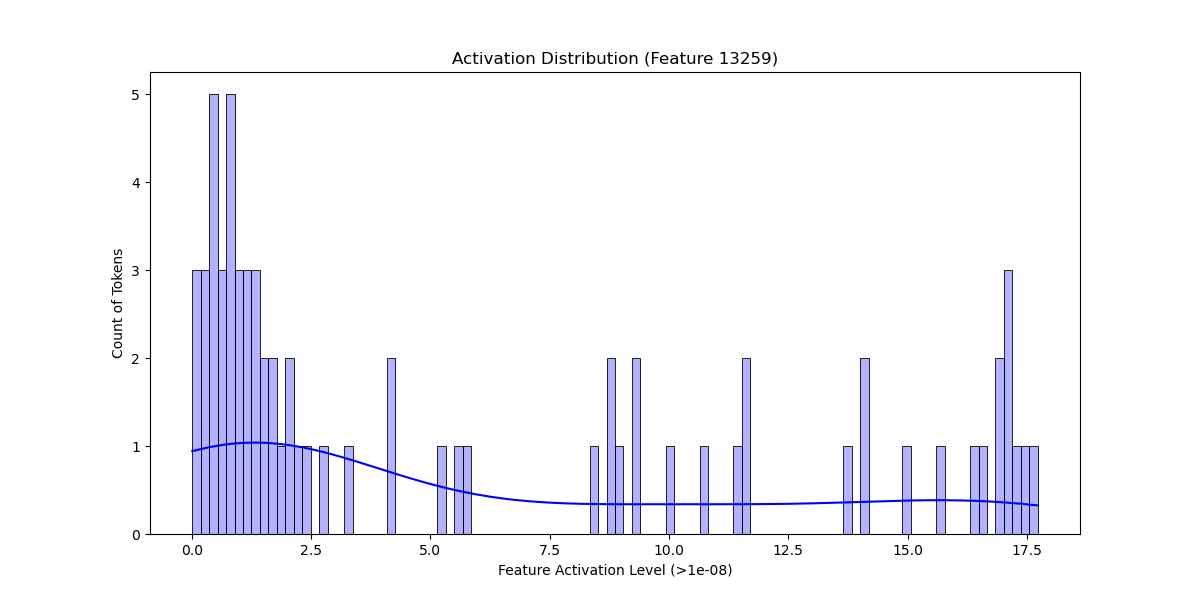 Activation Distribution (Feature 13259)
Count of Tokens
5
4
3
2
1
0
0.0 2.5 5.0 7.5 10.0 12.5 15.0 17.5
Feature Activation Level (>1e-08)